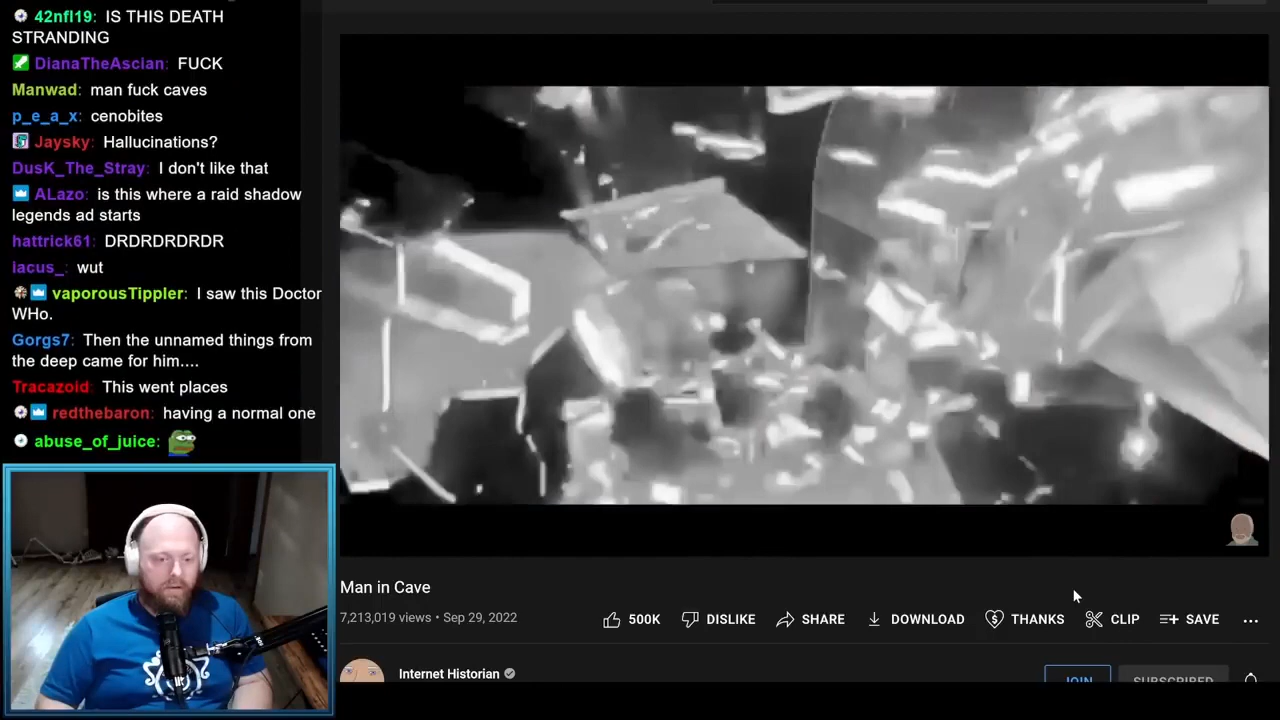 42nfl19: IS THIS DEATH
STRANDING
DianaTheAscian: FUCK
Manwad: man fuck caves
p_e_a_x: cenobites
Jaysky: Hallucinations?
DusK_The_Stray: I don't like that
ALazo: is this where a raid shadow
legends ad starts
hattrick61: DRDRDRDRDR
iacus_: wut
vaporousTippler: I saw this Doctor
WHo.
Gorgs7: Then the unnamed things from
the deep came for him....
Tracazoid: This went places
redthebaron: having a normal one
abuse_of_juice:
Man in Cave
7,213,019 views • Sep 29, 2022
500K
DISLIKE
SHARE
DOWNLOAD
THANKS
CLIP
SAVE
Internet Historian
JOIN
SUBSCRIBED